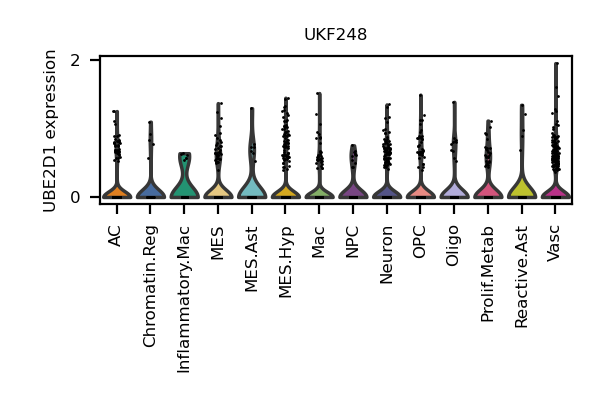 UKF248
UBE2D1 expression
2
0
AC
Chromatin.Reg
Inflammatory.Mac
MES
MES.Ast
MES.Hyp
Mac
NPC
Neuron
OPC
Oligo
Prolif.Metab
Reactive.Ast
Vasc